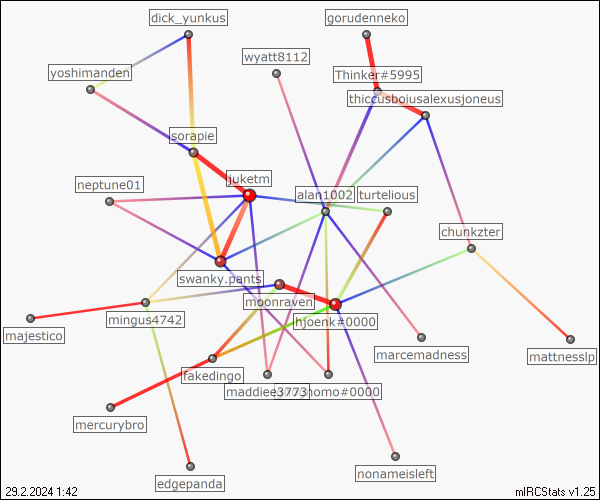 dick_yunkus
gorudenneko
wyatt8112
yoshimanden
Thinker#5995
thiccusboiusalexusjoneus
sorapie
juketm
neptune01
alan1002
turtelious
chunkzter
swanky.pants
moonraven
mingus4742
hjoenk#0000
majestico
marcemadness
mattnesslp
fakedingo
maddiee3773
homo#0000
mercurybro
nonameisleft
edgepanda
29.2.2024 1:42
mIRCStats v1.25